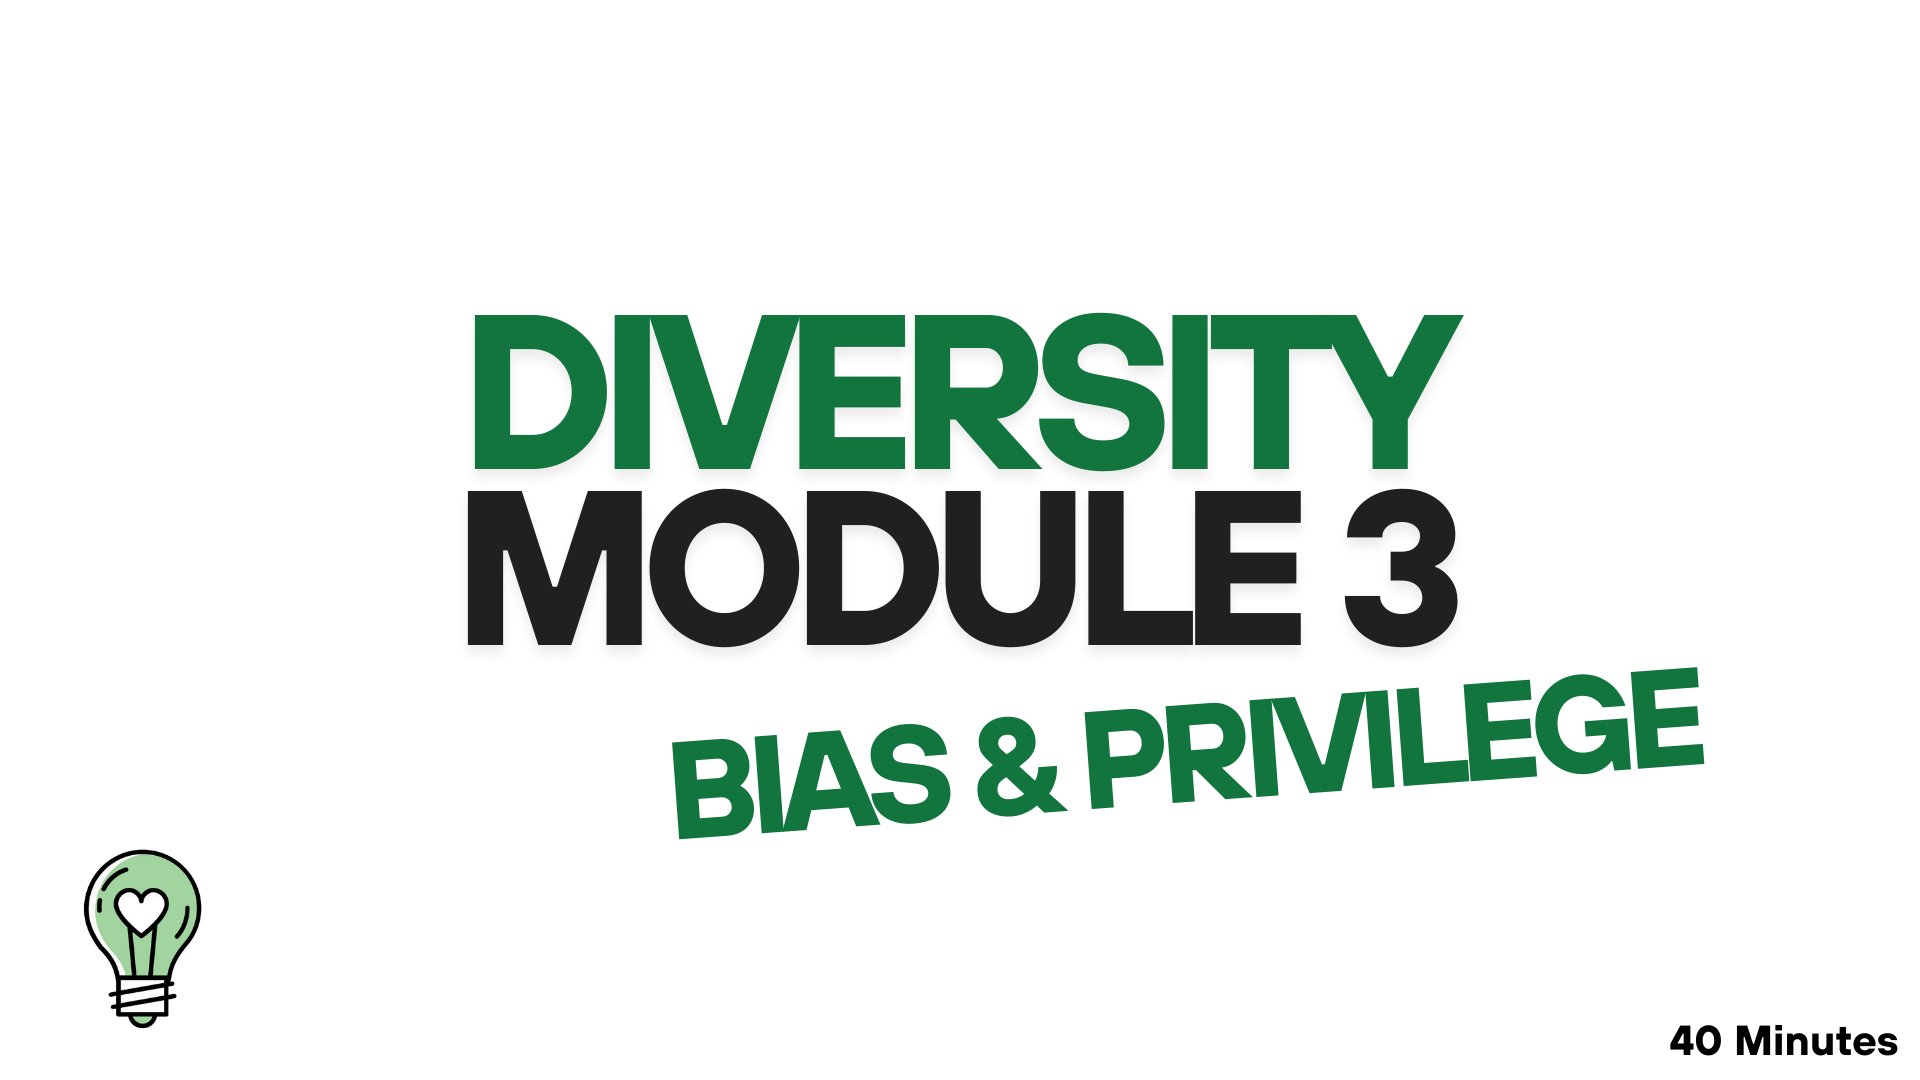 DIVERSITY
MODULE 3
BIAS & PRIVILEGE
40 Minutes